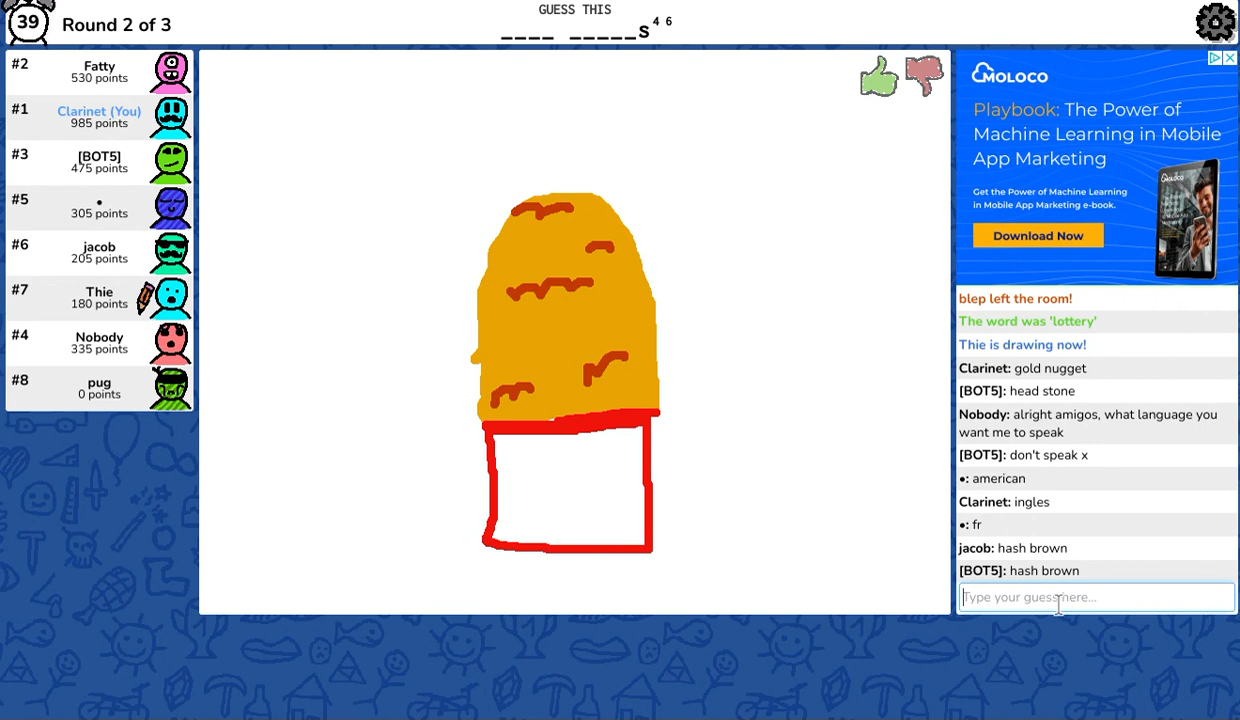 39
Round 2 of 3
GUESS THIS
____ _____s 4 6
#2
Fatty
530 points
#1
Clarinet (You)
985 points
#3
[BOT5]
475 points
#5
•
305 points
#6
jacob
205 points
#7
Thie
180 points
#4
Nobody
335 points
#8
pug
0 points
MOLOCO
Playbook: The Power of
Machine Learning in Mobile
App Marketing
Get the Power of Machine Learning
in Mobile App Marketing e-book.
Download Now
blep left the room!
The word was 'lottery'
Thie is drawing now!
Clarinet: gold nugget
[BOT5]: head stone
Nobody: alright amigos, what language you
want me to speak
[BOT5]: don't speak x
•: american
Clarinet: ingles
•: fr
jacob: hash brown
[BOT5]: hash brown
Type your guess here...